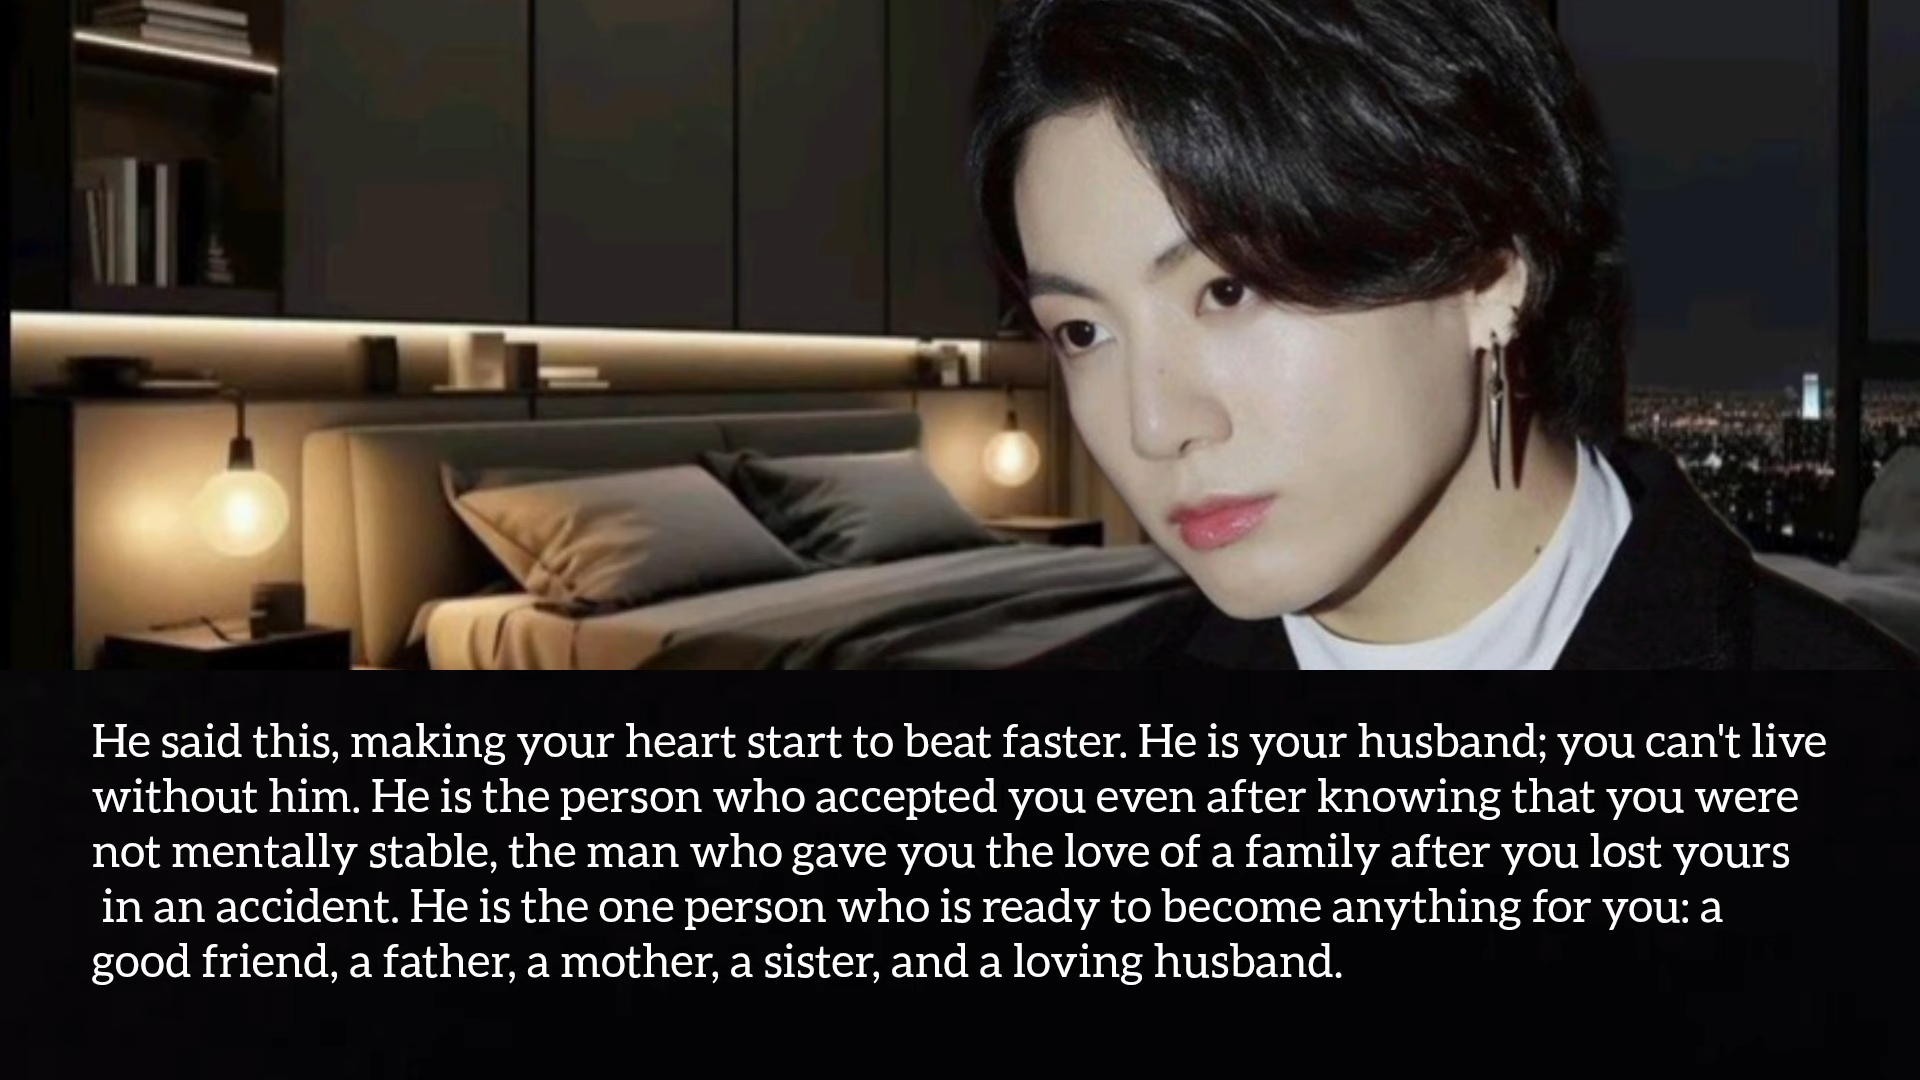 He said this, making your heart start to beat faster. He is your husband; you can't live
without him. He is the person who accepted you even after knowing that you were
not mentally stable, the man who gave you the love of a family after you lost yours
in an accident. He is the one person who is ready to become anything for you: a
good friend, a father, a mother, a sister, and a loving husband.